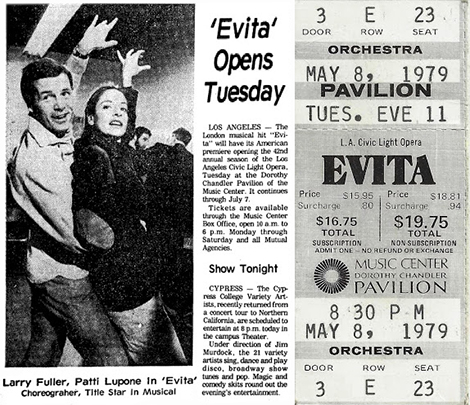 'Evita'
Opens
Tuesday
LOS ANGELES — The
London musical hit "Evi-
ta" will have its American
premiere opening the 42nd
annual season of the Los
Angeles Civic Light Opera,
Tuesday at the Dorothy
Chandler Pavilion of the
Music Center. It continues
through July 7.
Tickets are available
through the Music Center
Box Office, open 10 a.m. to
6 p.m. Monday through
Saturday and all Mutual
Agencies.
Show Tonight
CYPRESS — The Cyp-
ress College Variety Art-
ists, recently returned from
a concert tour to Northern
California, are scheduled to
entertain at 8 p.m. today in
the campus Theater.
Under direction of Jim
Murdock, the 21 variety
artists sing, dance and play
disco, broadway show
tunes and pop. Magic and
comedy skits round out the
evening's entertainment.
Larry Fuller, Patti Lupone In 'Evita'
Choreograher, Title Star In Musical
3 E 23
DOOR ROW SEAT
ORCHESTRA
MAY 8, 1979
PAVILION
TUES. EVE 11
L.A. Civic Light Opera
EVITA
Price $15.95 Price $18.81
Surcharge .80 Surcharge .94
$16.75 $19.75
TOTAL TOTAL
SUBSCRIPTION NON-SUBSCRIPTION
ADMIT ONE — NO REFUND OR EXCHANGE
MUSIC CENTER
DOROTHY CHANDLER
PAVILION
8 30 P M
MAY 8, 1979
ORCHESTRA
DOOR ROW SEAT
3 E 23